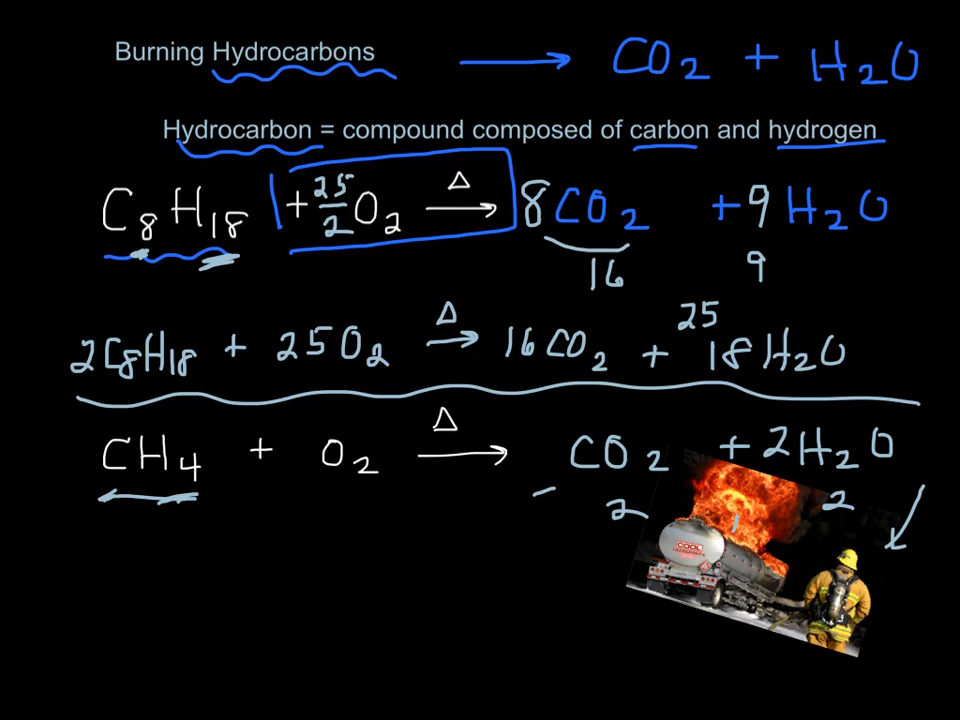 Burning Hydrocarbons ⟶ CO₂ + H₂O
Hydrocarbon = compound composed of carbon and hydrogen
C₈H₁₈ + 25/2 O₂ Δ⟶ 8CO₂ + 9H₂O
16 9
25
2C₈H₁₈ + 25O₂ Δ⟶ 16CO₂ + 18H₂O
CH₄ + O₂ Δ⟶ CO₂ + 2H₂O
2 2
COOL